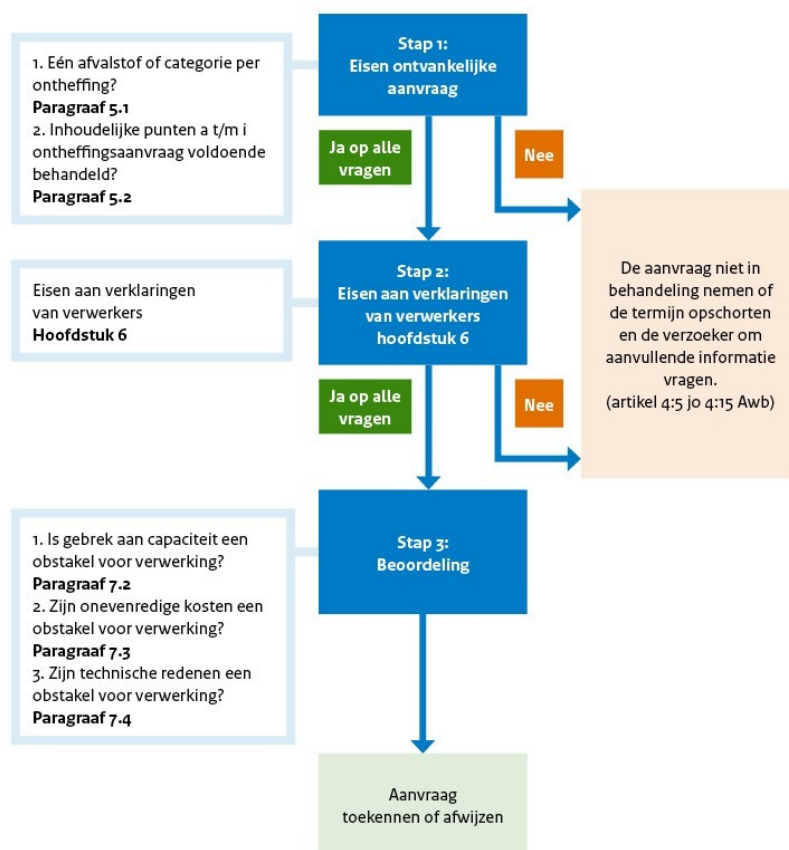 Stap 1:
Eisen ontvankelijke
aanvraag
1. Eén afvalstof of categorie per
ontheffing?
Paragraaf 5.1
2. Inhoudelijke punten a t/m i
ontheffingsaanvraag voldoende
behandeld?
Paragraaf 5.2
Ja op alle
vragen
Nee
Stap 2:
Eisen aan verklaringen
van verwerkers
hoofdstuk 6
Eisen aan verklaringen
van verwerkers
Hoofdstuk 6
De aanvraag niet in
behandeling nemen of
de termijn opschorten
en de verzoeker om
aanvullende informatie
vragen.
(artikel 4:5 jo 4:15 Awb)
Ja op alle
vragen
Nee
Stap 3:
Beoordeling
1. Is gebrek aan capaciteit een
obstakel voor verwerking?
Paragraaf 7.2
2. Zijn onevenredige kosten een
obstakel voor verwerking?
Paragraaf 7.3
3. Zijn technische redenen een
obstakel voor verwerking?
Paragraaf 7.4
Aanvraag
toekennen of afwijzen